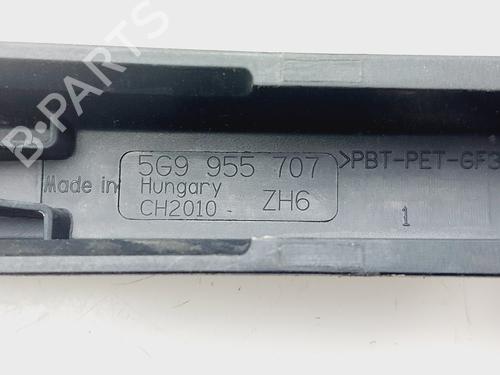 B-PARTS
5G9 955 707
>PBT-PET-GF3
Made in Hungary
CH2010 - ZH6
1